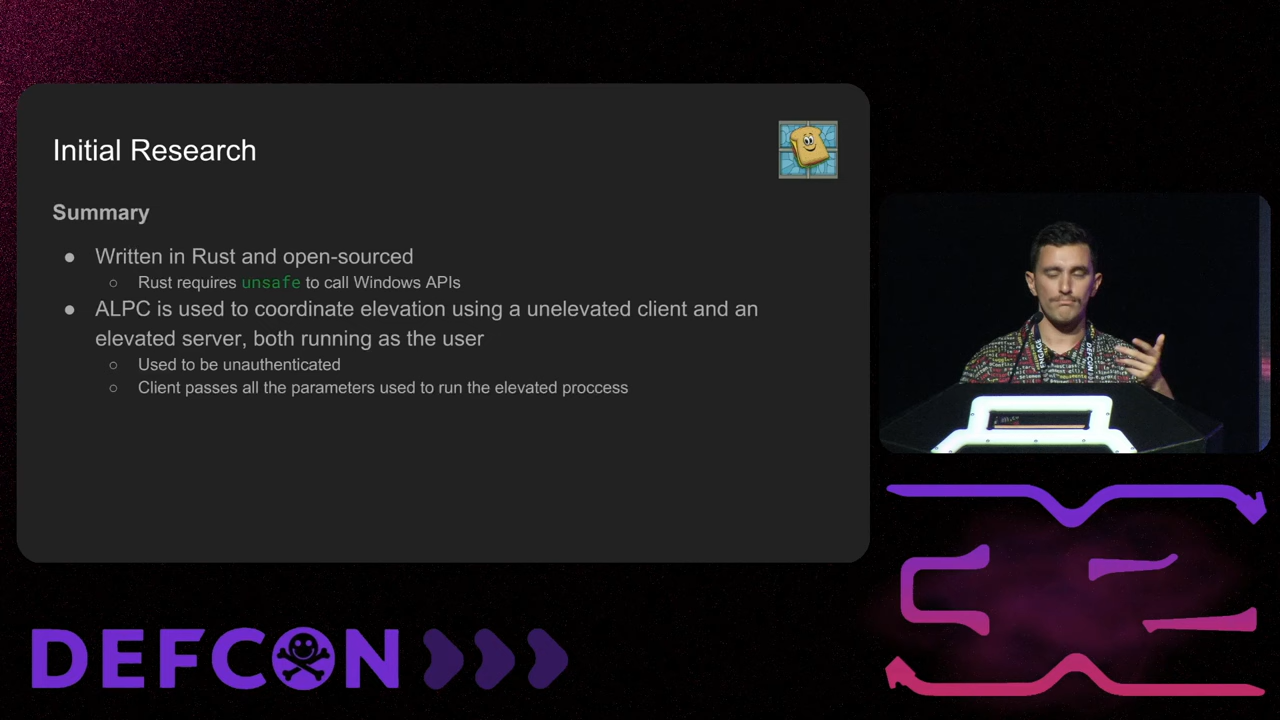 Initial Research
Summary
● Written in Rust and open-sourced
○ Rust requires unsafe to call Windows APIs
● ALPC is used to coordinate elevation using a unelevated client and an
elevated server, both running as the user
○ Used to be unauthenticated
○ Client passes all the parameters used to run the elevated proccess
ENGAGE
DEFCON
DEFCON